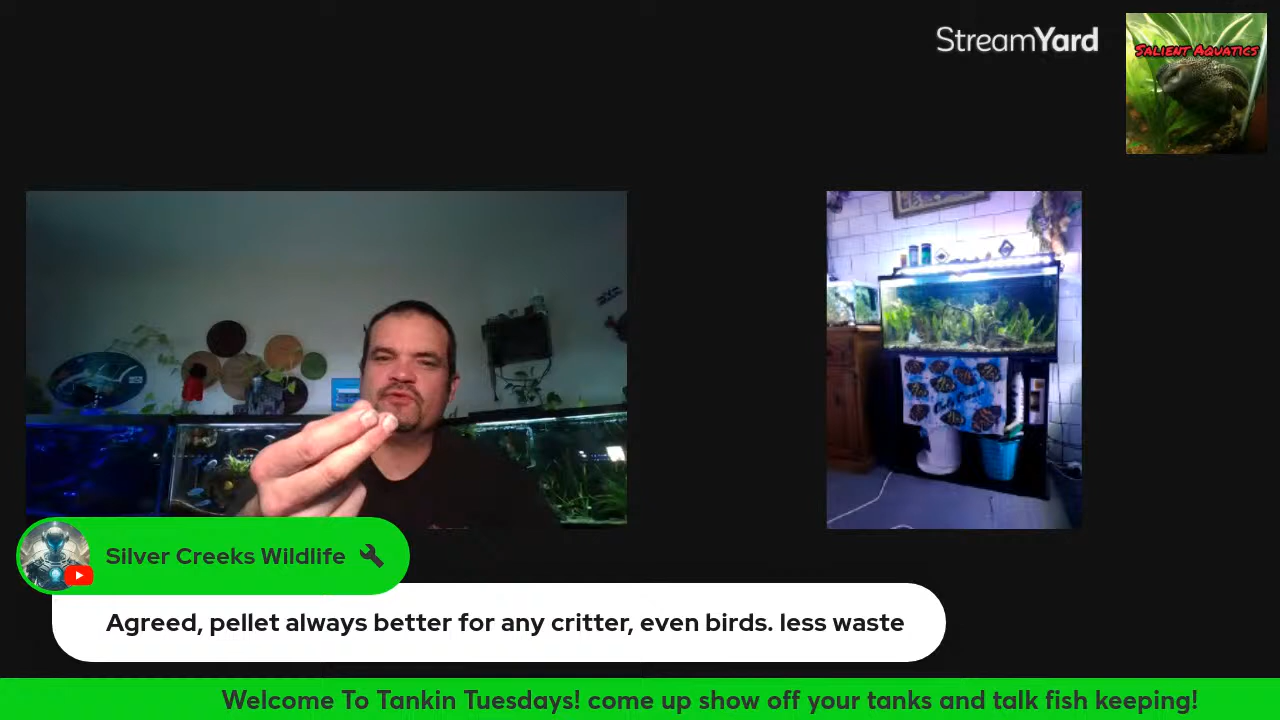 StreamYard
Salient Aquatics
Silver Creeks Wildlife
Agreed, pellet always better for any critter, even birds. less waste
Welcome To Tankin Tuesdays! come up show off your tanks and talk fish keeping!